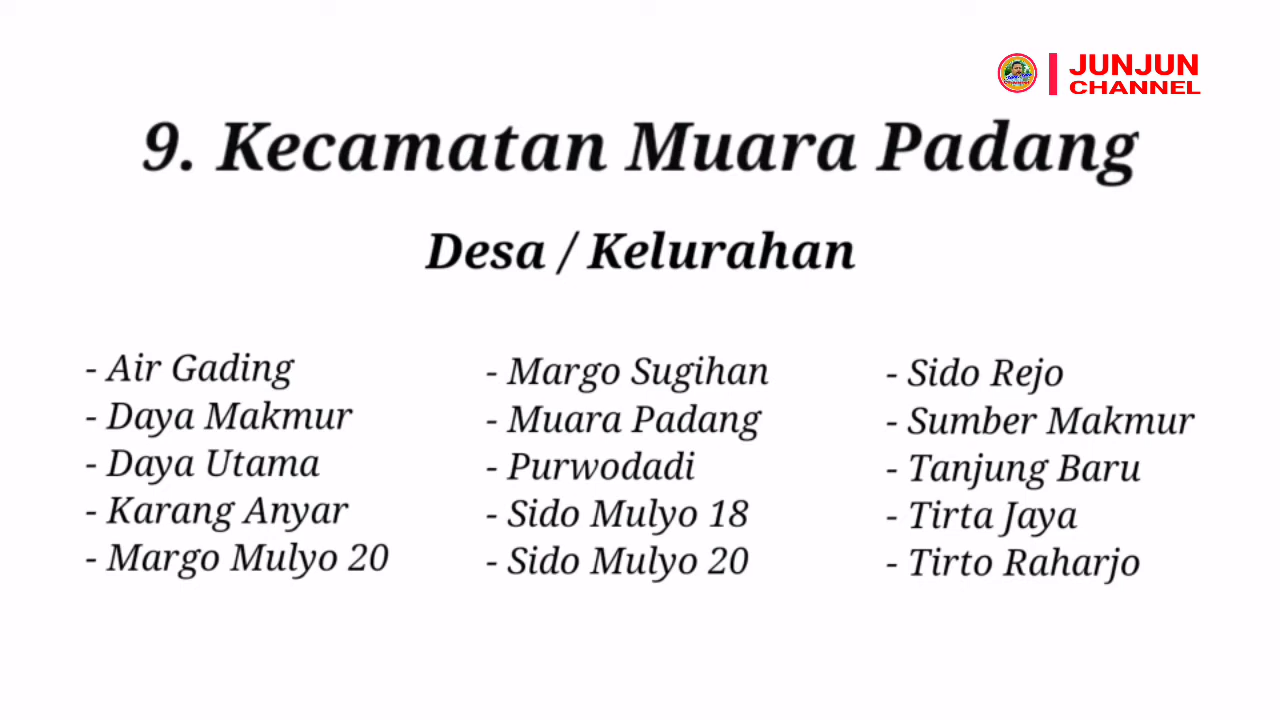 JUNJUN
CHANNEL
9. Kecamatan Muara Padang
Desa / Kelurahan
- Air Gading
- Daya Makmur
- Daya Utama
- Karang Anyar
- Margo Mulyo 20
- Margo Sugihan
- Muara Padang
- Purwodadi
- Sido Mulyo 18
- Sido Mulyo 20
- Sido Rejo
- Sumber Makmur
- Tanjung Baru
- Tirta Jaya
- Tirto Raharjo